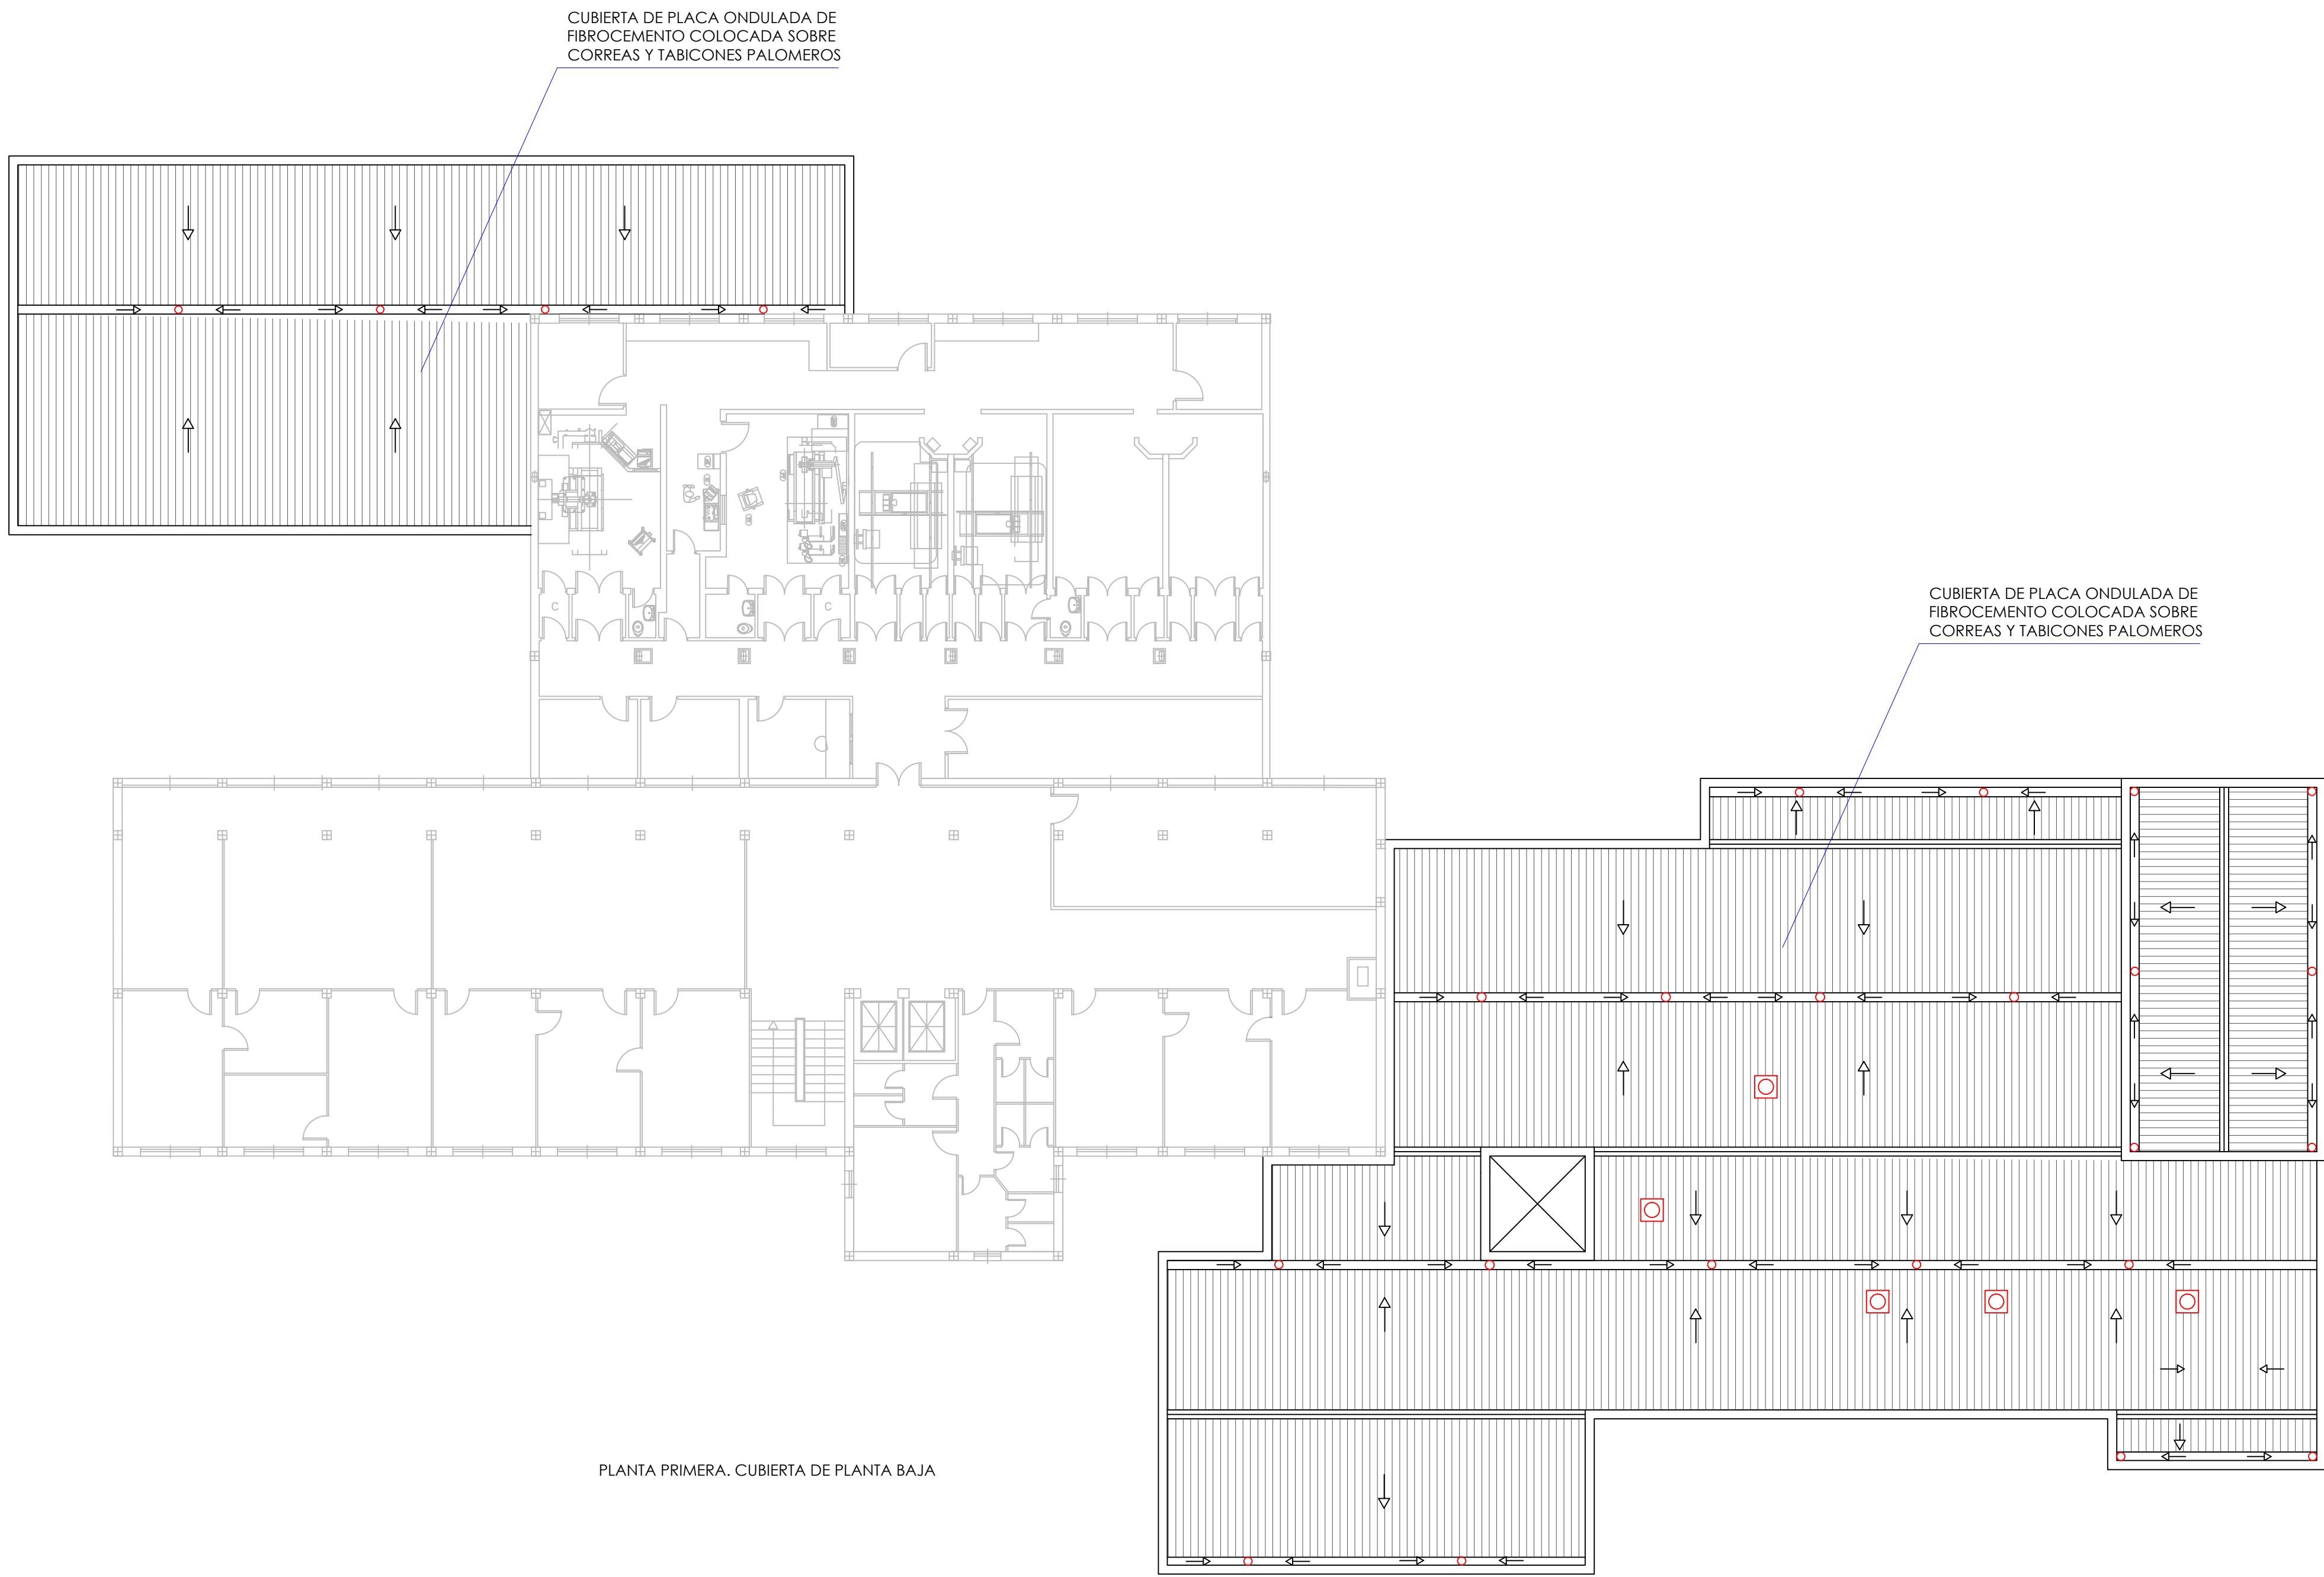 CUBIERTA DE PLACA ONDULADA DE
FIBROCEMENTO COLOCADA SOBRE
CORREAS Y TABICONES PALOMEROS
C
C
CUBIERTA DE PLACA ONDULADA DE
FIBROCEMENTO COLOCADA SOBRE
CORREAS Y TABICONES PALOMEROS
PLANTA PRIMERA. CUBIERTA DE PLANTA BAJA